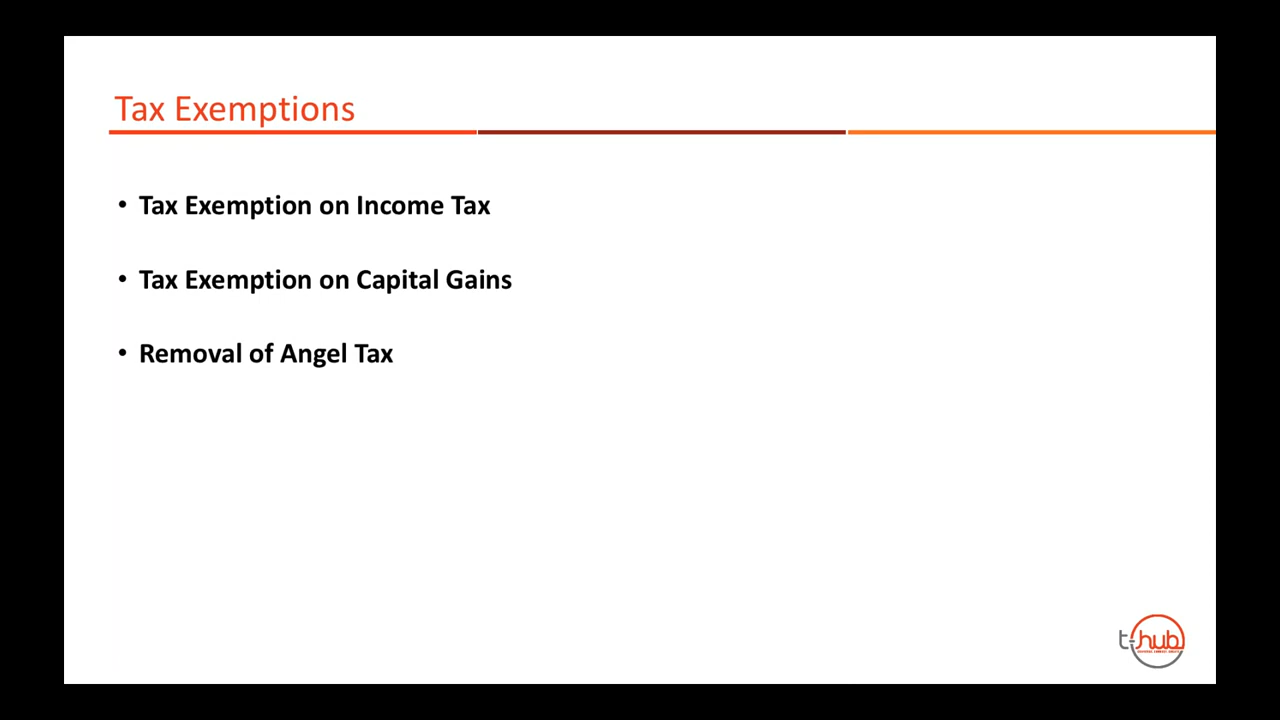 Tax Exemptions
• Tax Exemption on Income Tax
• Tax Exemption on Capital Gains
• Removal of Angel Tax
t-hub